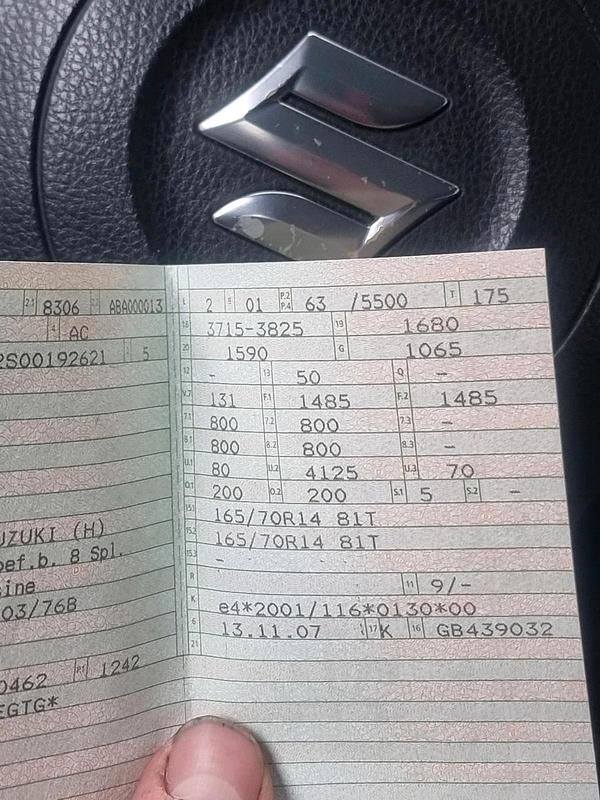 2.1 8306 ABA000013
4 AC
2S00192621 5
UZUKI (H)
ef.b. 8 Spl.
ine
03/76B
0462 P.1 1242
EGTG*
L 2 9 01 P.2 P.4 63 /5500 T 175
18 3715-3825 19 1680
20 1590 G 1065
12 - 13 50 Q -
V.7 131 F.1 1485 F.2 1485
7.1 800 7.2 800 7.3 -
8.1 800 8.2 800 8.3 -
U.1 80 U.2 4125 U.3 70
O.1 200 O.2 200 S.1 5 S.2 -
15.1 165/70R14 81T
15.2 165/70R14 81T
15.3 -
R 11 9/-
K e4*2001/116*0130*00
6 13.11.07 17 K 16 GB439032
21